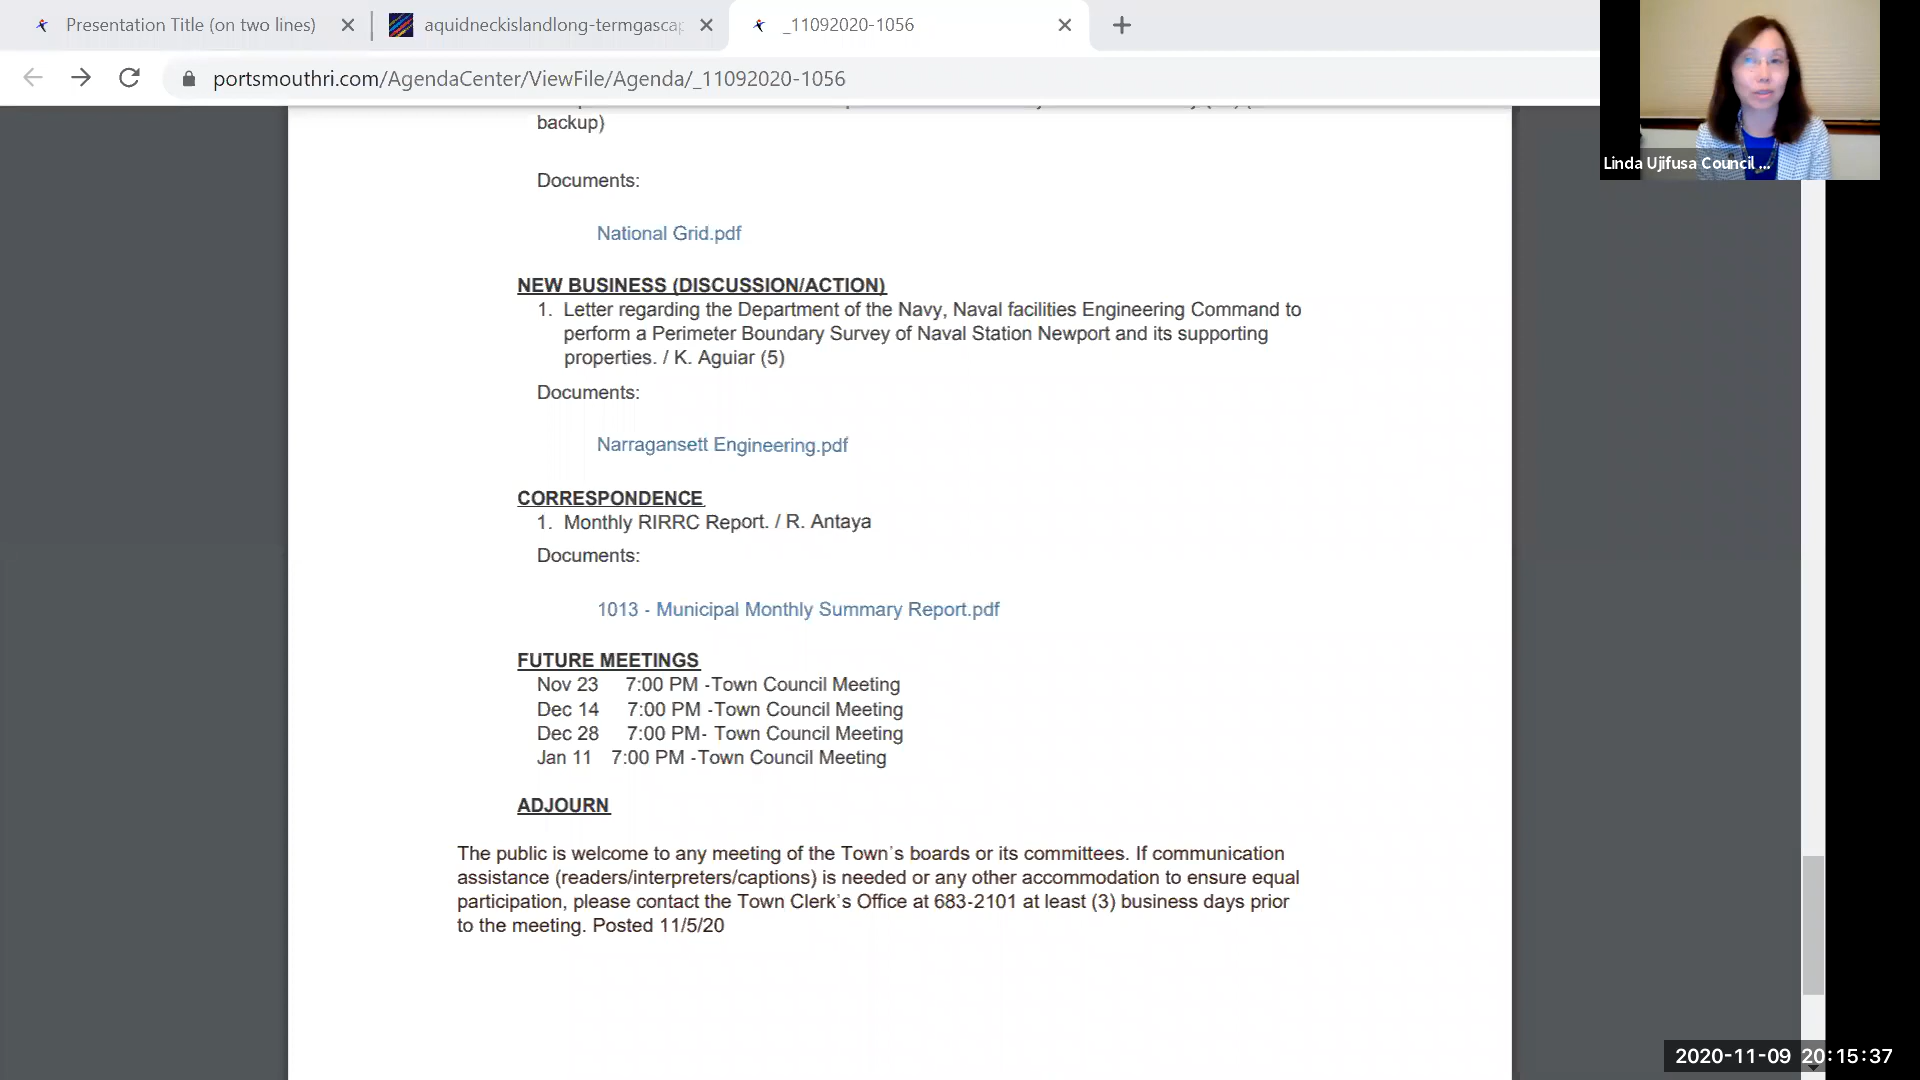 Presentation Title (on two lines)
aquidneckislandlong-termgascap
_11092020-1056
portsmouthri.com/AgendaCenter/ViewFile/Agenda/_11092020-1056
Linda Ujifusa Council ...
backup)
Documents:
National Grid.pdf
NEW BUSINESS (DISCUSSION/ACTION)
1. Letter regarding the Department of the Navy, Naval facilities Engineering Command to
perform a Perimeter Boundary Survey of Naval Station Newport and its supporting
properties. / K. Aguiar (5)
Documents:
Narragansett Engineering.pdf
CORRESPONDENCE
1. Monthly RIRRC Report. / R. Antaya
Documents:
1013 - Municipal Monthly Summary Report.pdf
FUTURE MEETINGS
Nov 23 7:00 PM -Town Council Meeting
Dec 14 7:00 PM -Town Council Meeting
Dec 28 7:00 PM- Town Council Meeting
Jan 11 7:00 PM -Town Council Meeting
ADJOURN
The public is welcome to any meeting of the Town's boards or its committees. If communication
assistance (readers/interpreters/captions) is needed or any other accommodation to ensure equal
participation, please contact the Town Clerk's Office at 683-2101 at least (3) business days prior
to the meeting. Posted 11/5/20
2020-11-09 20:15:37